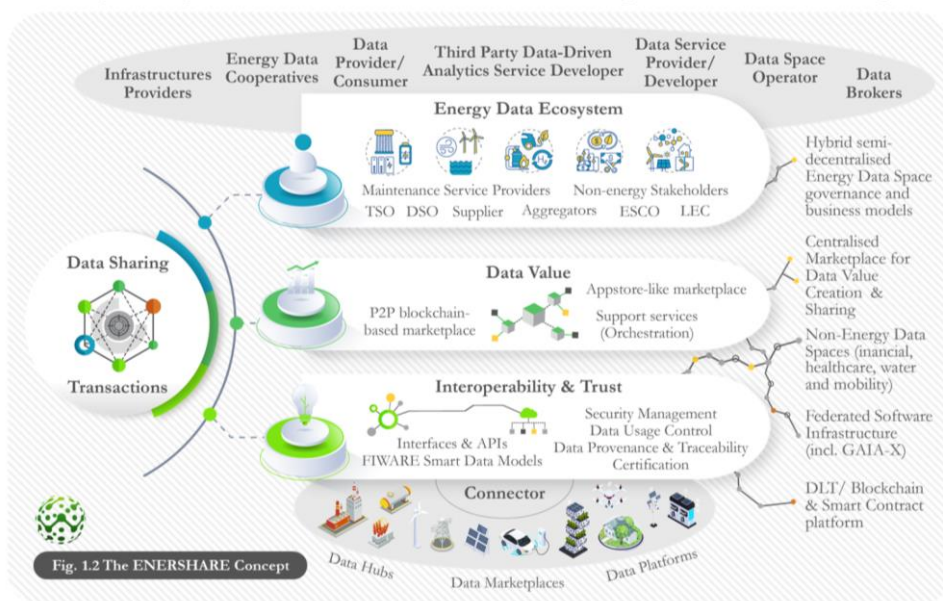 Infrastructures
Providers
Energy Data
Cooperatives
Data
Provider/
Consumer
Third Party Data-Driven
Analytics Service Developer
Data Service
Provider/
Developer
Data Space
Operator
Data
Brokers
Energy Data Ecosystem
Maintenance Service Providers
Non-energy Stakeholders
TSO DSO Supplier Aggregators ESCO LEC
Hybrid semi-
decentralised
Energy Data Space
governance and
business models
Data Sharing
Transactions
Data Value
P2P blockchain-
based marketplace
Appstore-like marketplace
Support services
(Orchestration)
Centralised
Marketplace for
Data Value
Creation &
Sharing
Non-Energy Data
Spaces (inancial,
healthcare, water
and mobility)
Interoperability & Trust
Interfaces & APIs
FIWARE Smart Data Models
Security Management
Data Usage Control
Data Provenance & Traceability
Certification
Federated Software
Infrastructure
(incl. GAIA-X)
DLT/ Blockchain
& Smart Contract
platform
Connector
Data Hubs
Data Marketplaces
Data Platforms
Fig. 1.2 The ENERSHARE Concept